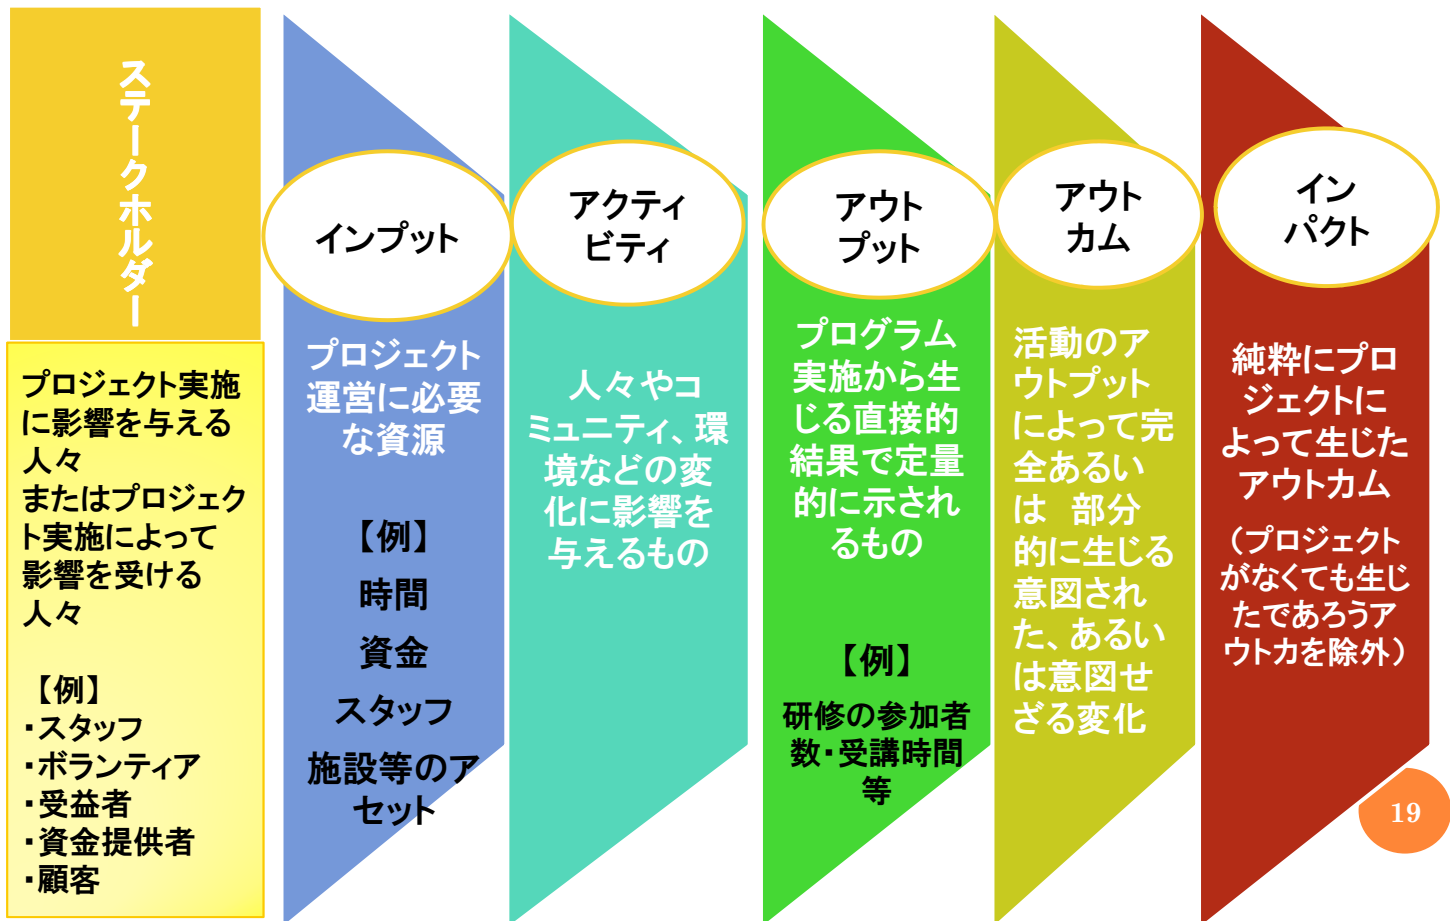 ステークホルダー
プロジェクト実施
に影響を与える
人々
またはプロジェク
ト実施によって
影響を受ける
人々
【例】
・スタッフ
・ボランティア
・受益者
・資金提供者
・顧客
インプット
プロジェクト
運営に必要
な資源
【例】
時間
資金
スタッフ
施設等のア
セット
アクティ
ビティ
人々やコ
ミュニティ、環
境などの変
化に影響を
与えるもの
アウト
プット
プログラム
実施から生
じる直接的
結果で定量
的に示され
るもの
【例】
研修の参加者
数・受講時間
等
アウト
カム
活動のア
ウトプット
によって完
全あるい
は 部分
的に生じる
意図され
た、あるい
は意図せ
ざる変化
イン
パクト
純粋にプロ
ジェクトに
よって生じた
アウトカム
（プロジェクト
がなくても生じ
たであろうア
ウトカを除外）
19